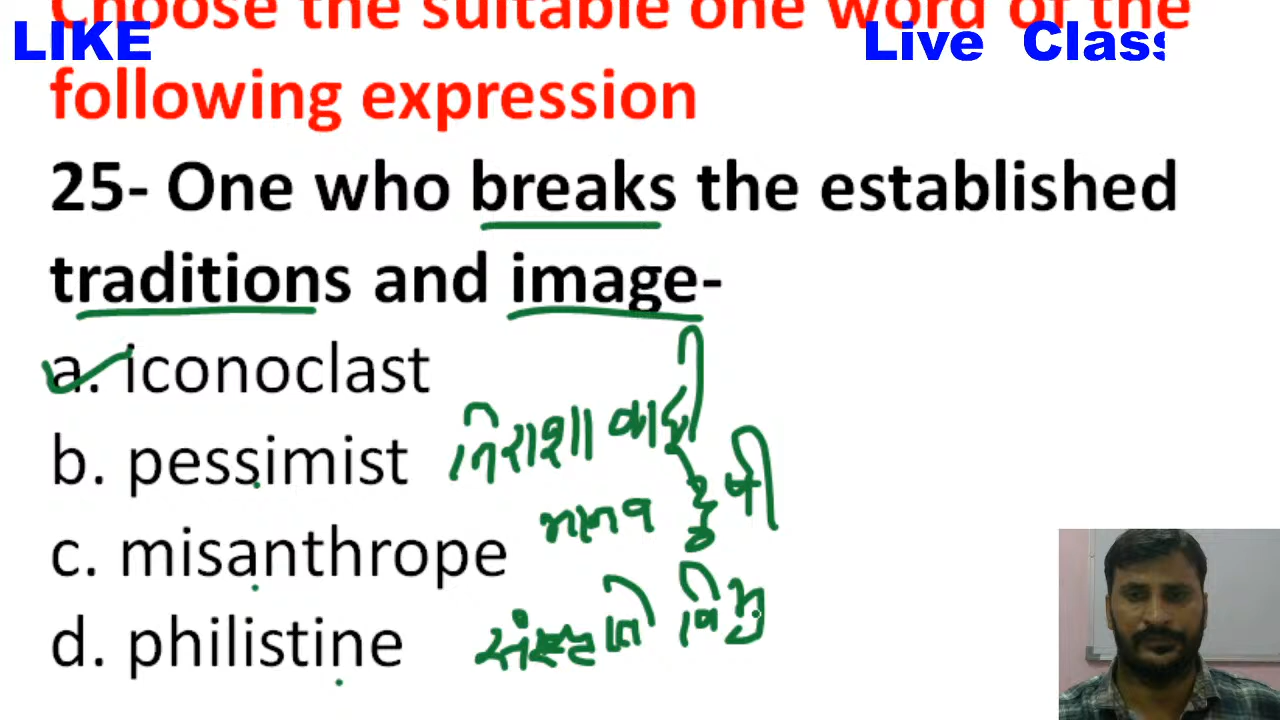 Choose the suitable one word of the
LIKE
Live Class
following expression
25- One who breaks the established
traditions and image-
a. iconoclast
b. pessimist निराशावादी
c. misanthrope मानव
d. philistine